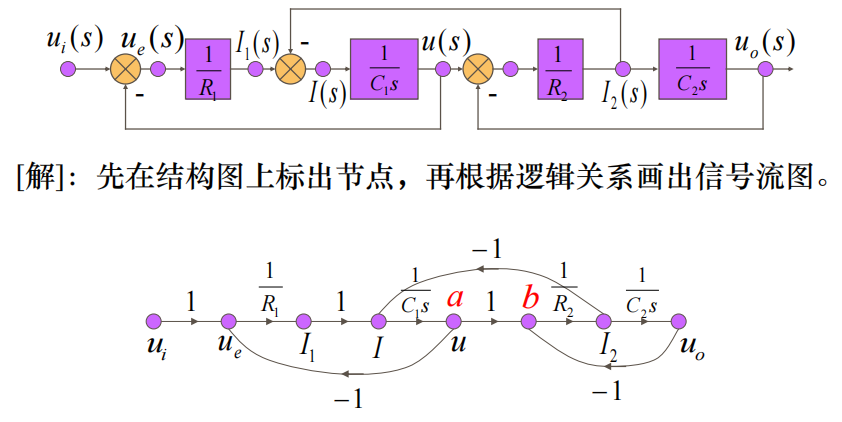 u_i(s) u_e(s) I_1(s) - u(s) u_o(s)
1/R_1 1/(C_1s) 1/R_2 1/(C_2s)
- I(s) - I_2(s)
[解]：先在结构图上标出节点，再根据逻辑关系画出信号流图。
-1
1 1/R_1 1 1/(C_1s) a 1 b 1/R_2 1/(C_2s)
u_i u_e I_1 I u I_2 u_o
-1 -1